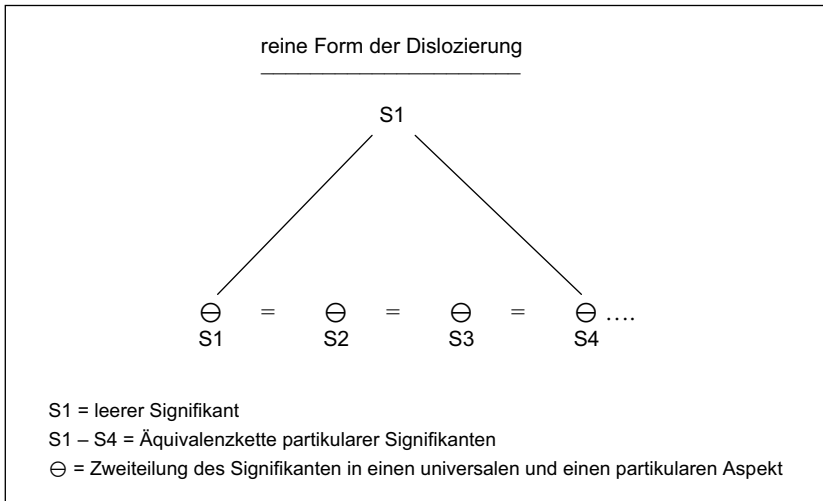 reine Form der Dislozierung
S1
⊖ = ⊖ = ⊖ = ⊖ ....
S1 S2 S3 S4
S1 = leerer Signifikant
S1 – S4 = Äquivalenzkette partikularer Signifikanten
⊖ = Zweiteilung des Signifikanten in einen universalen und einen partikularen Aspekt